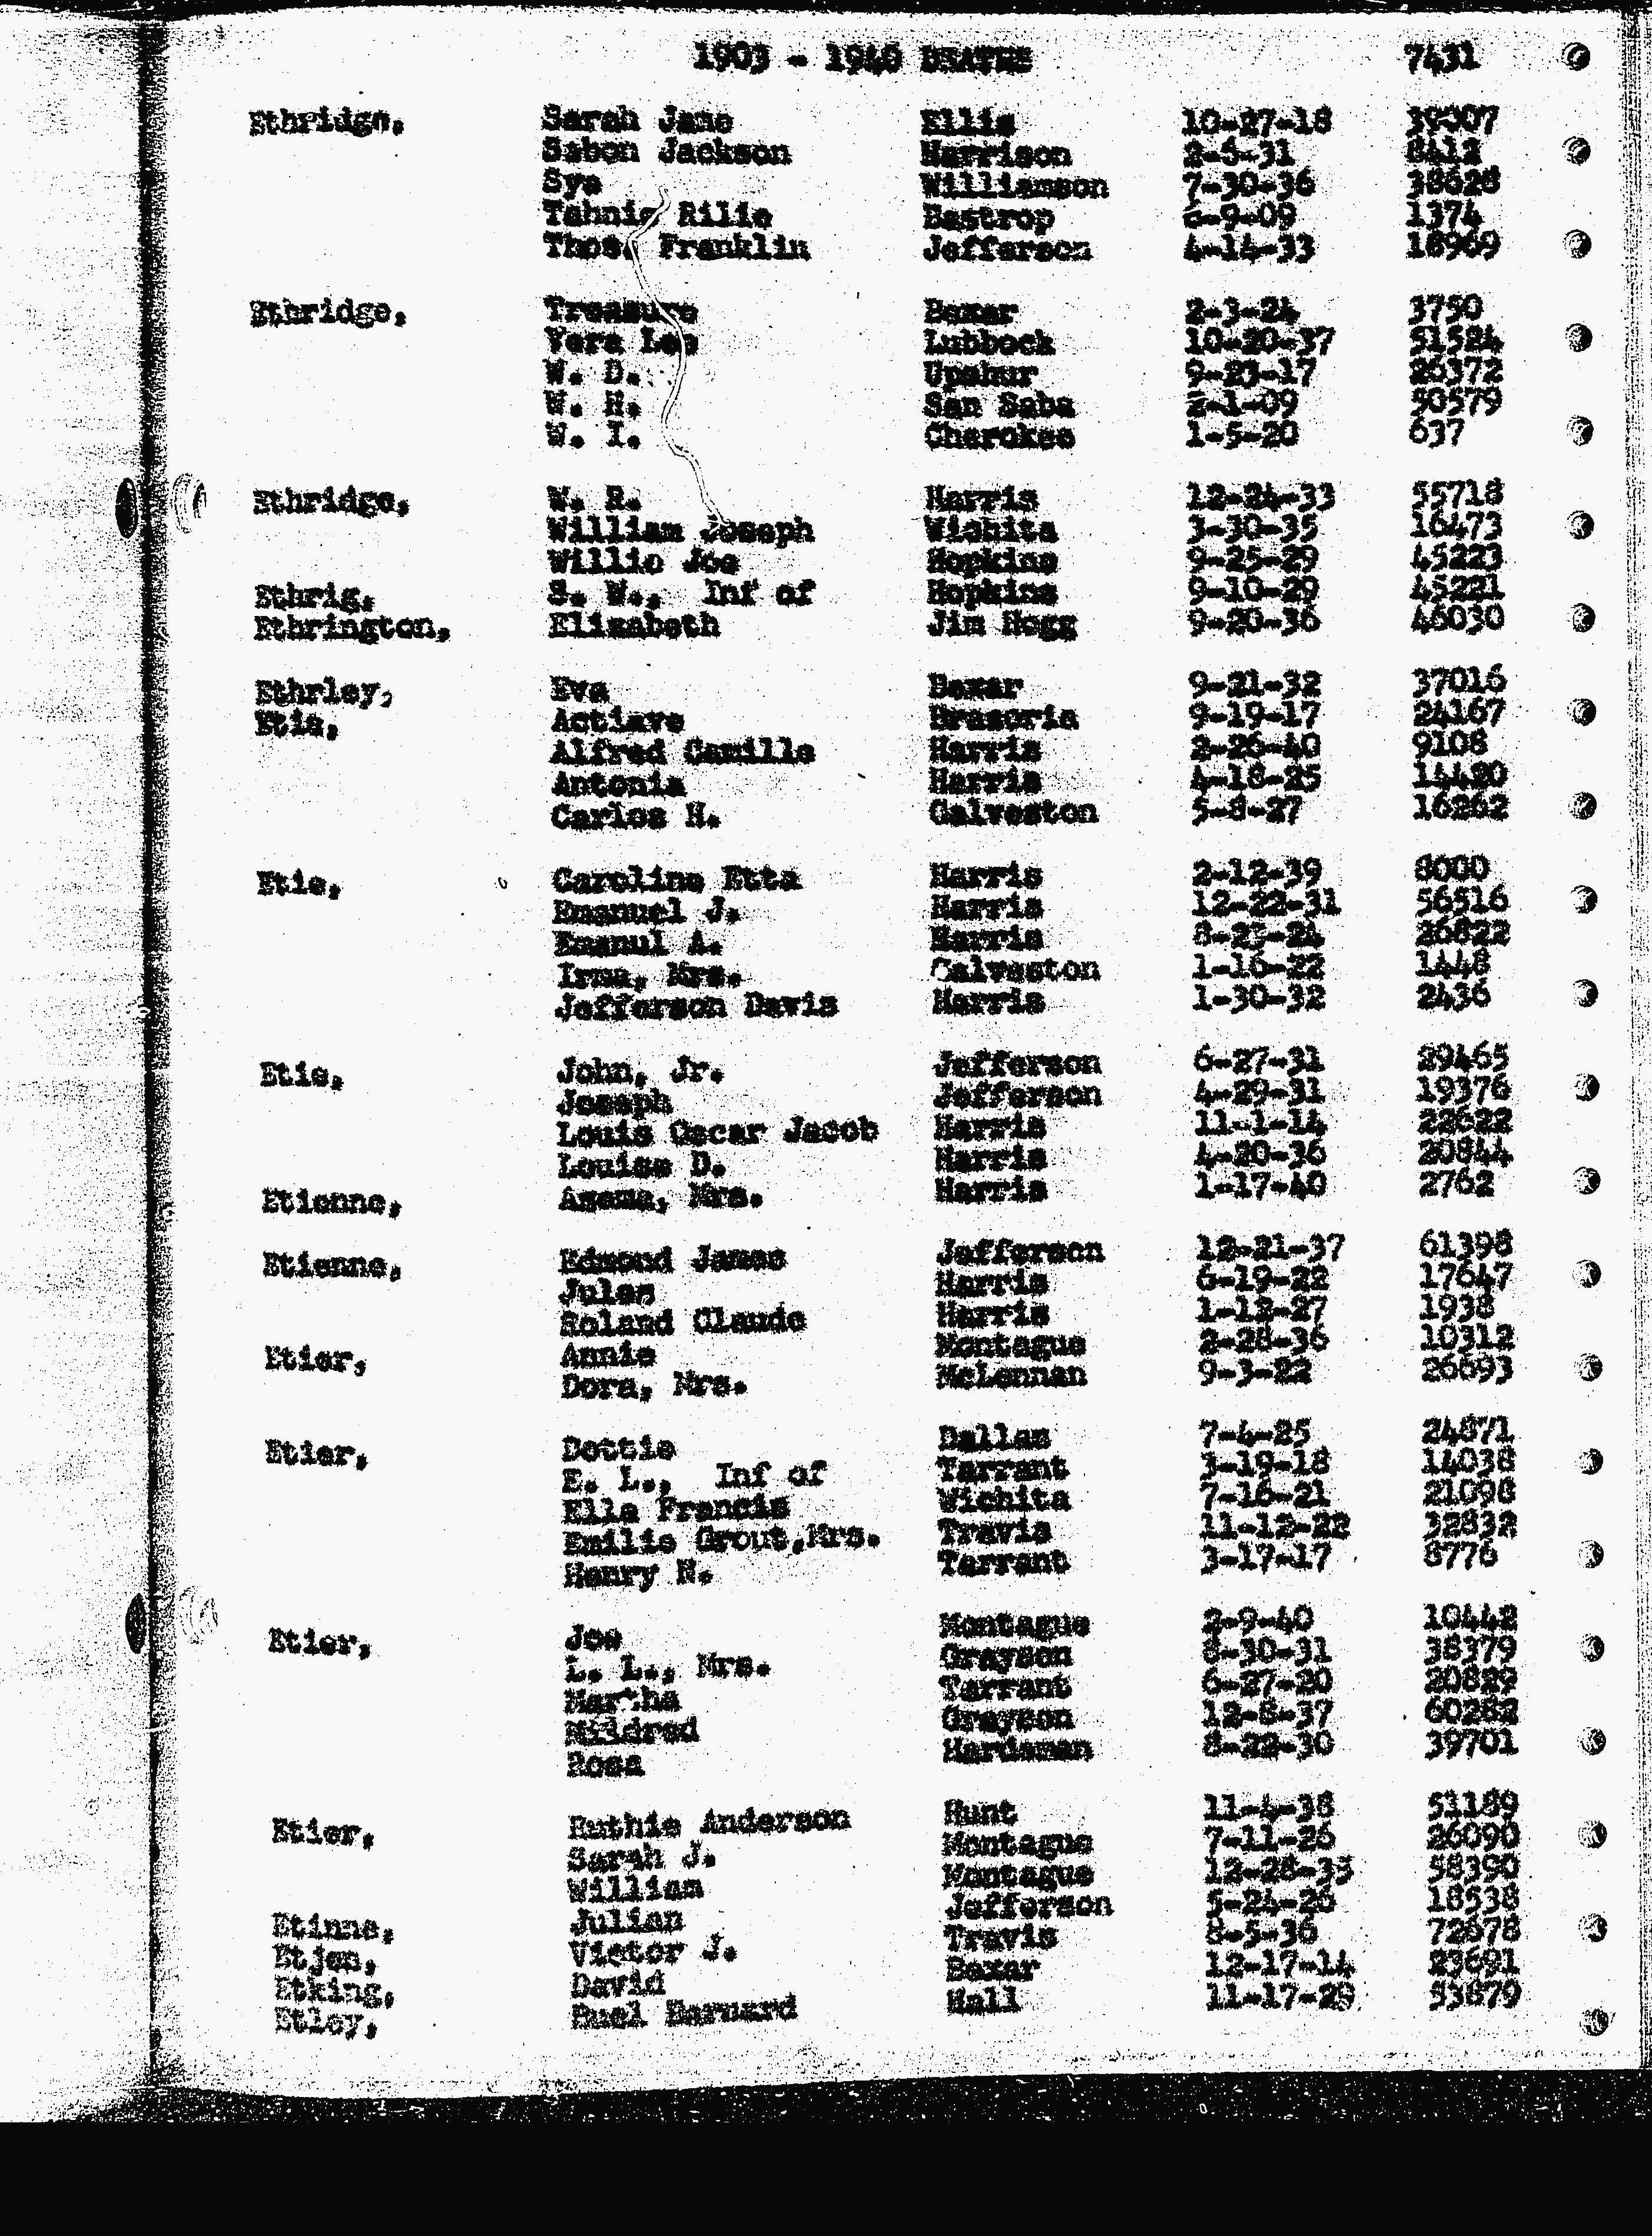 1903 - 1940 DEATHS 7431
Ethridge, Sarah Jane Ellis 10-27-18 39307
Sebon Jackson Harrison 2-5-31 8412
Sye Williamson 7-30-36 38628
Tahnie Rilie Bastrop 6-9-09 1374
Thos. Franklin Jefferson 4-14-33 18969
Ethridge, Treasure Bexar 2-3-24 3750
Vera Lee Lubbock 10-20-37 51524
W. D. Upshur 9-23-17 26372
W. H. San Saba 2-1-09 50579
W. I. Cherokee 1-5-20 637
Ethridge, W. R. Harris 12-24-33 55718
William Joseph Wichita 3-30-35 16473
Willie Joe Hopkins 9-25-29 45223
Ethrig, S. W., Inf of Hopkins 9-10-29 45221
Ethrington, Elizabeth Jim Hogg 9-20-36 46030
Ethrley, Eva Bexar 9-21-32 37016
Etie, Actiave Brazoria 9-19-17 24167
Alfred Camille Harris 2-26-40 9108
Antonia Harris 4-18-25 14420
Carlos H. Galveston 5-8-27 16262
Etie, Caroline Etta Harris 2-12-39 8000
Emanuel J. Harris 12-22-31 56516
Emanul A. Harris 8-23-24 26822
Irma, Mrs. Galveston 1-16-22 1448
Jefferson Davis Harris 1-30-32 2436
Etie, John, Jr. Jefferson 6-27-31 29465
Joseph Jefferson 4-29-31 19376
Louis Oscar Jacob Harris 11-1-14 22622
Louise D. Harris 4-20-36 20844
Etienne, Azema, Mrs. Harris 1-17-40 2762
Etienne, Edmond James Jefferson 12-21-37 61398
Jules Harris 6-19-22 17647
Roland Claude Harris 1-12-27 1938
Etier, Annie Montague 2-28-36 10312
Dora, Mrs. McLennan 9-3-22 26693
Etier, Dottie Dallas 7-4-25 24871
E. L., Inf of Tarrant 3-19-18 14038
Ella Francis Wichita 7-16-21 21098
Emilie Grout,Mrs. Travis 11-12-22 32832
Henry N. Tarrant 3-17-17 8776
Etier, Joe Montague 2-9-40 10442
L. L., Mrs. Grayson 8-30-31 38379
Martha Tarrant 6-27-20 20829
Mildred Grayson 12-8-37 60282
Rosa Hardeman 8-22-30 39701
Etier, Ruthie Anderson Hunt 11-4-38 51189
Sarah J. Montague 7-11-26 26090
William Montague 12-28-35 58390
Etinne, Julian Jefferson 5-24-26 18538
Etjen, Victor J. Travis 8-5-36 72678
Etking, David Bexar 12-17-14 23691
Etley, Buel Barnard Hall 11-17-29 53879